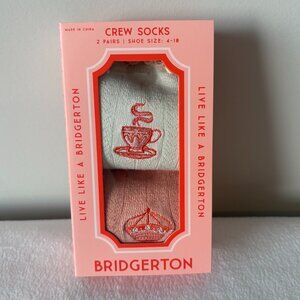 MADE IN CHINA
CREW SOCKS
2 PAIRS | SHOE SIZE: 4-10
LIVE LIKE A BRIDGERTON
LIVE LIKE A BRIDGERTON
BRIDGERTON